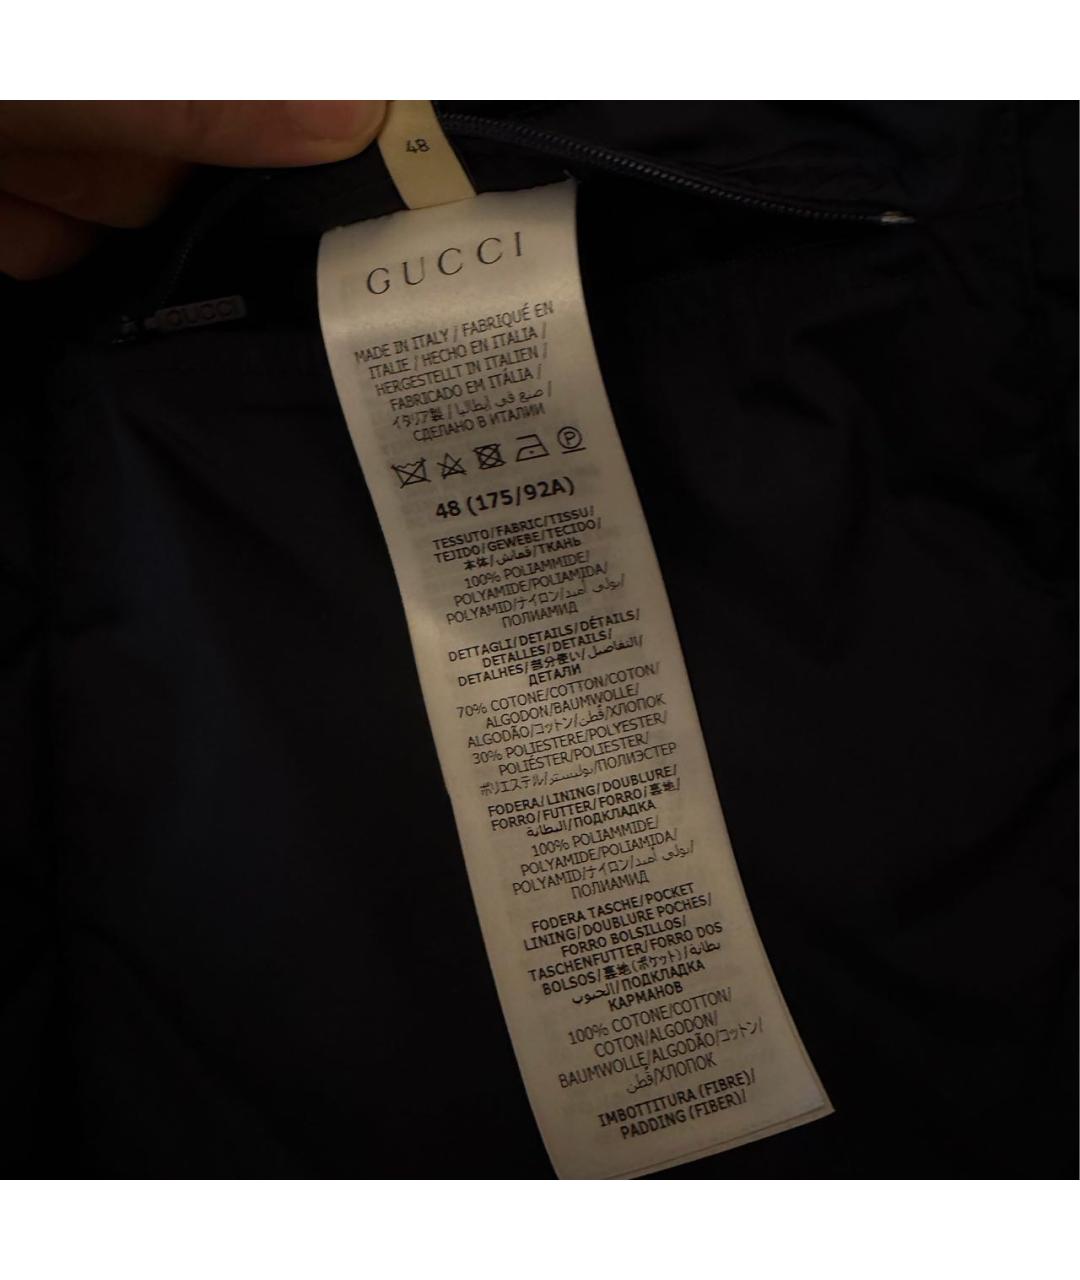 48
GUCCI
GUCCI
MADE IN ITALY / FABRIQUÉ EN
ITALIE / HECHO EN ITALIA /
HERGESTELLT IN ITALIEN /
FABRICADO EM ITÁLIA /
イタリア製 / صنع في إيطاليا /
СДЕЛАНО В ИТАЛИИ
P
48 (175/92A)
TESSUTO/FABRIC/TISSU/
TEJIDO/GEWEBE/TECIDO/
本体/قماش/ТКАНЬ
100% POLIAMMIDE/
POLYAMIDE/POLIAMIDA/
POLYAMID/ナイロン/بولي أميد/
ПОЛИАМИД
DETTAGLI/DETAILS/DÉTAILS/
DETALLES/DETAILS/
DETALHES/部分使い/التفاصيل/
ДЕТАЛИ
70% COTONE/COTTON/COTON/
ALGODON/BAUMWOLLE/
ALGODÃO/コットン/قطن/ХЛОПОК
30% POLIESTERE/POLYESTER/
POLIÉSTER/POLIESTER/
ポリエステル/بوليستر/ПОЛИЭСТЕР
FODERA/LINING/DOUBLURE/
FORRO/FUTTER/FORRO/裏地/
البطانة/ПОДКЛАДКА
100% POLIAMMIDE/
POLYAMIDE/POLIAMIDA/
POLYAMID/ナイロン/بولي أميد/
ПОЛИАМИД
FODERA TASCHE/POCKET
LINING/DOUBLURE POCHES/
FORRO BOLSILLOS/
TASCHENFUTTER/FORRO DOS
BOLSOS/裏地(ポケット)/بطانة
الجيوب/ПОДКЛАДКА
КАРМАНОВ
100% COTONE/COTTON/
COTON/ALGODON/
BAUMWOLLE/ALGODÃO/コットン/
قطن/ХЛОПОК
IMBOTTITURA (FIBRE)/
PADDING (FIBER)/